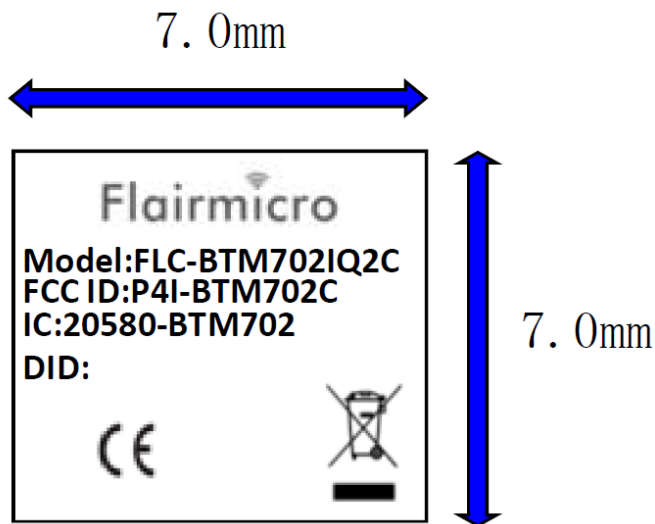 7.0mm
Flairmicro
Model:FLC-BTM702IQ2C
FCC ID:P4I-BTM702C
IC:20580-BTM702
7.0mm
DID:
CE